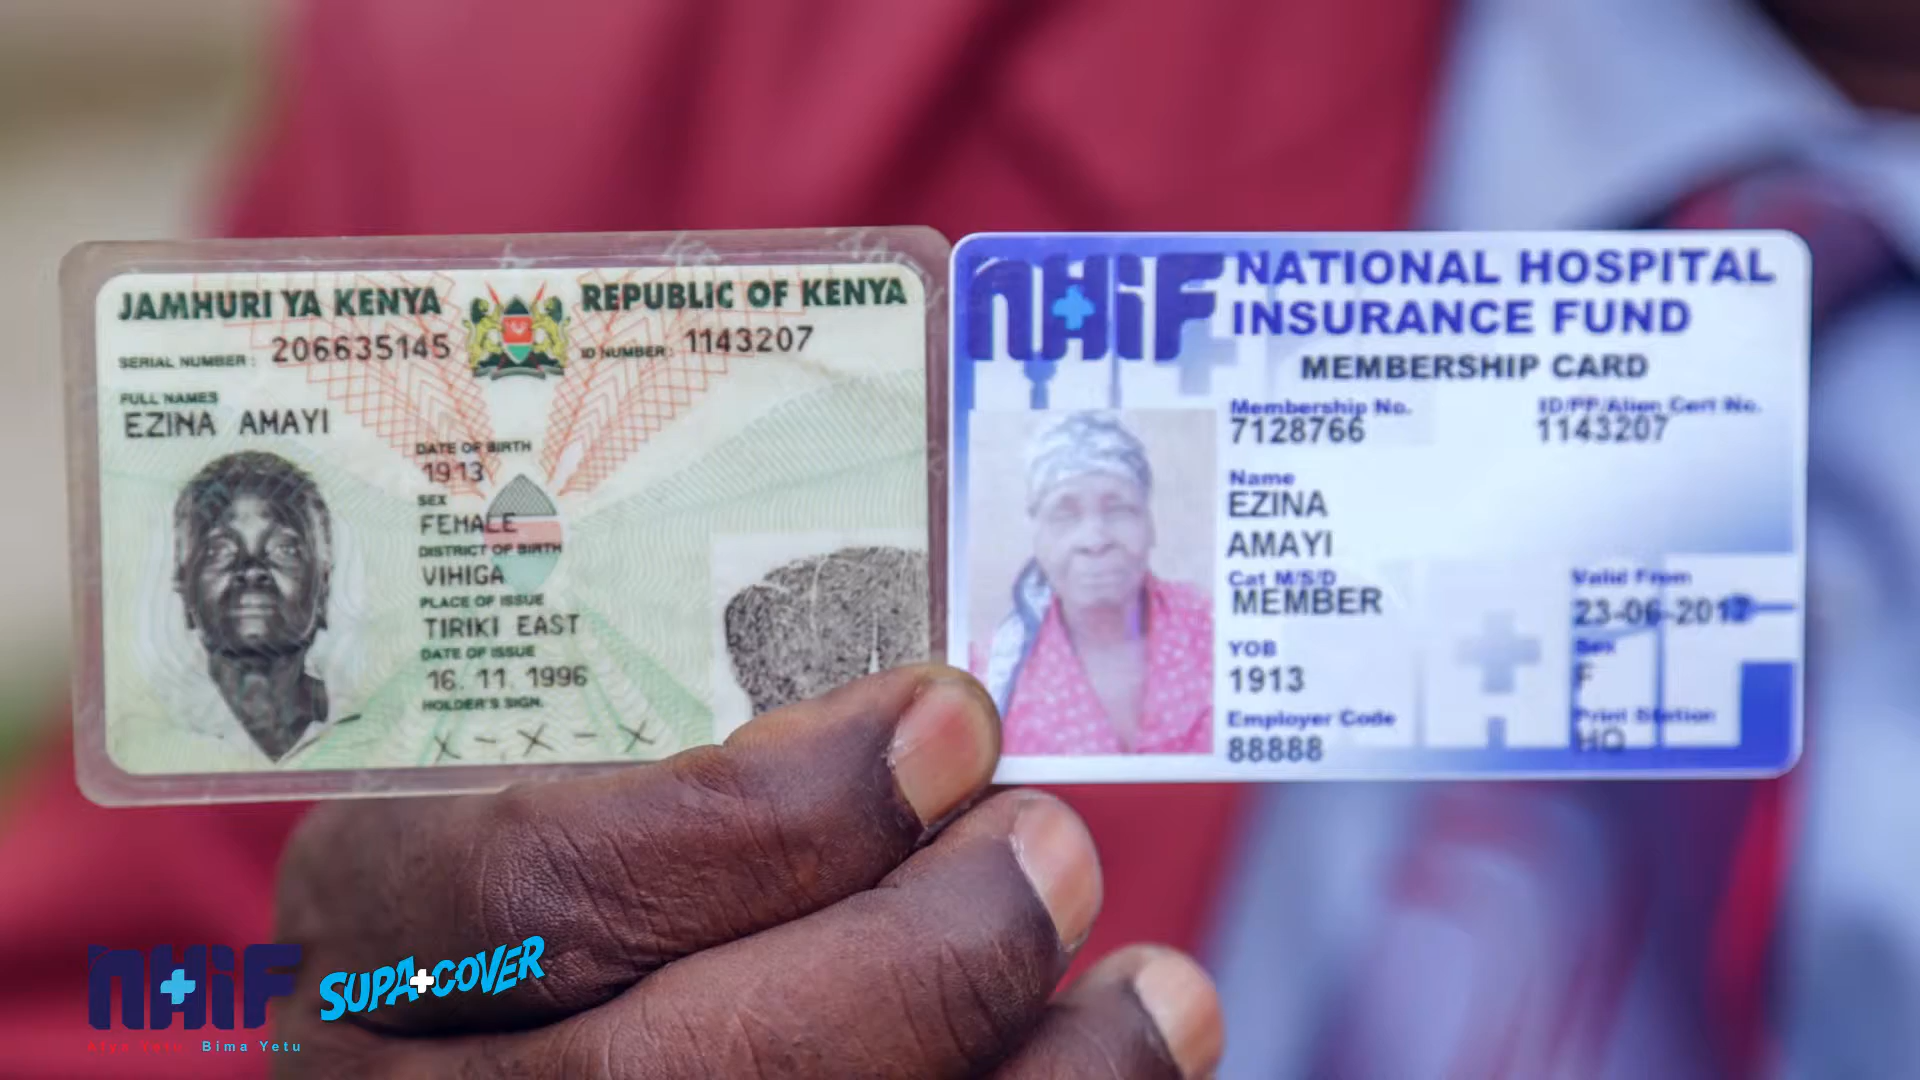 JAMHURI YA KENYA
REPUBLIC OF KENYA
SERIAL NUMBER: 206635145
ID NUMBER: 1143207
FULL NAMES
EZINA AMAYI
DATE OF BIRTH
1913
SEX
FEMALE
DISTRICT OF BIRTH
VIHIGA
PLACE OF ISSUE
TIRIKI EAST
DATE OF ISSUE
16. 11. 1996
HOLDER'S SIGN.
X - X - X
NHiF
NATIONAL HOSPITAL
INSURANCE FUND
MEMBERSHIP CARD
Membership No.
7128766
ID/PP/Alien Cert No.
1143207
Name
EZINA
AMAYI
Cat M/S/D
MEMBER
Valid From
23-06-2017
YOB
1913
Sex
F
Employer Code
88888
Print Station
HQ
NHiF
SUPA+COVER
Afya Yetu Bima Yetu